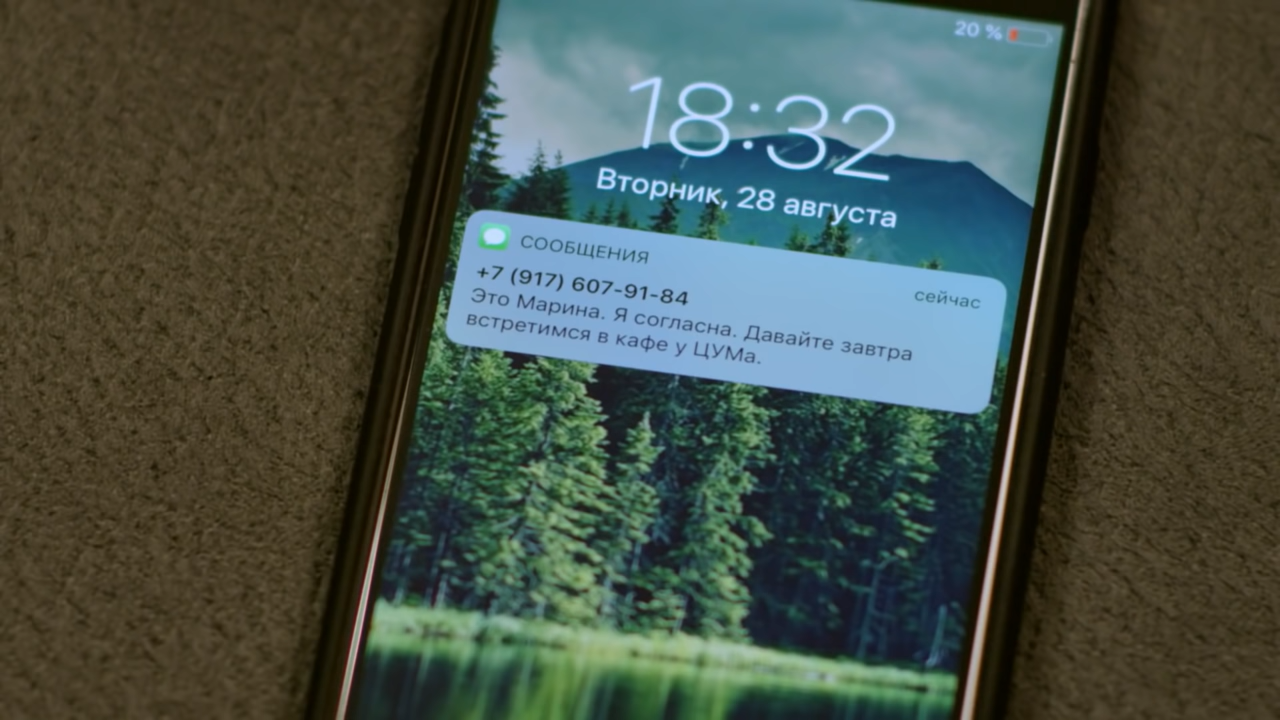 20 %
18:32
Вторник, 28 августа
СООБЩЕНИЯ
сейчас
+7 (917) 607-91-84
Это Марина. Я согласна. Давайте завтра
встретимся в кафе у ЦУМа.